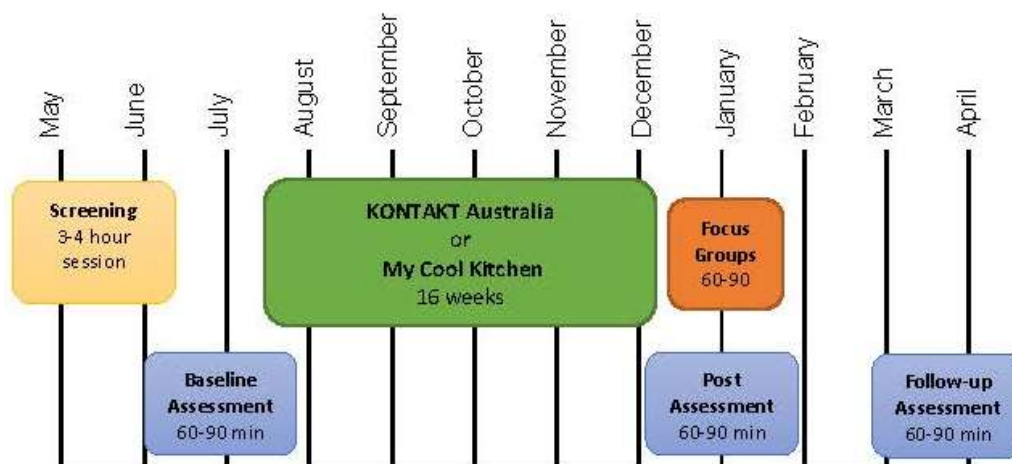 May
June
July
August
September
October
November
December
January
February
March
April
Screening
3-4 hour
session
KONTAKT Australia
or
My Cool Kitchen
16 weeks
Focus
Groups
60-90
Baseline
Assessment
60-90 min
Post
Assessment
60-90 min
Follow-up
Assessment
60-90 min